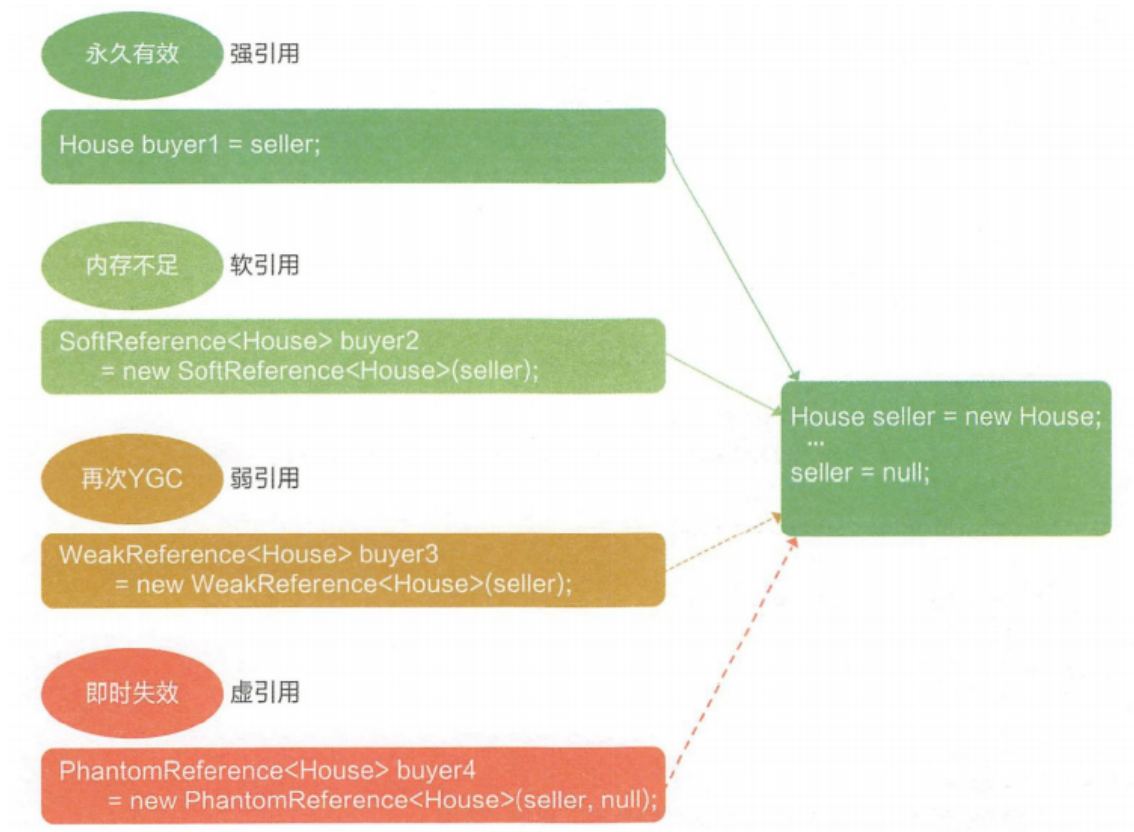 永久有效 强引用
House buyer1 = seller;
内存不足 软引用
SoftReference<House> buyer2
= new SoftReference<House>(seller);
House seller = new House;
...
seller = null;
再次YGC 弱引用
WeakReference<House> buyer3
= new WeakReference<House>(seller);
即时失效 虚引用
PhantomReference<House> buyer4
= new PhantomReference<House>(seller, null);